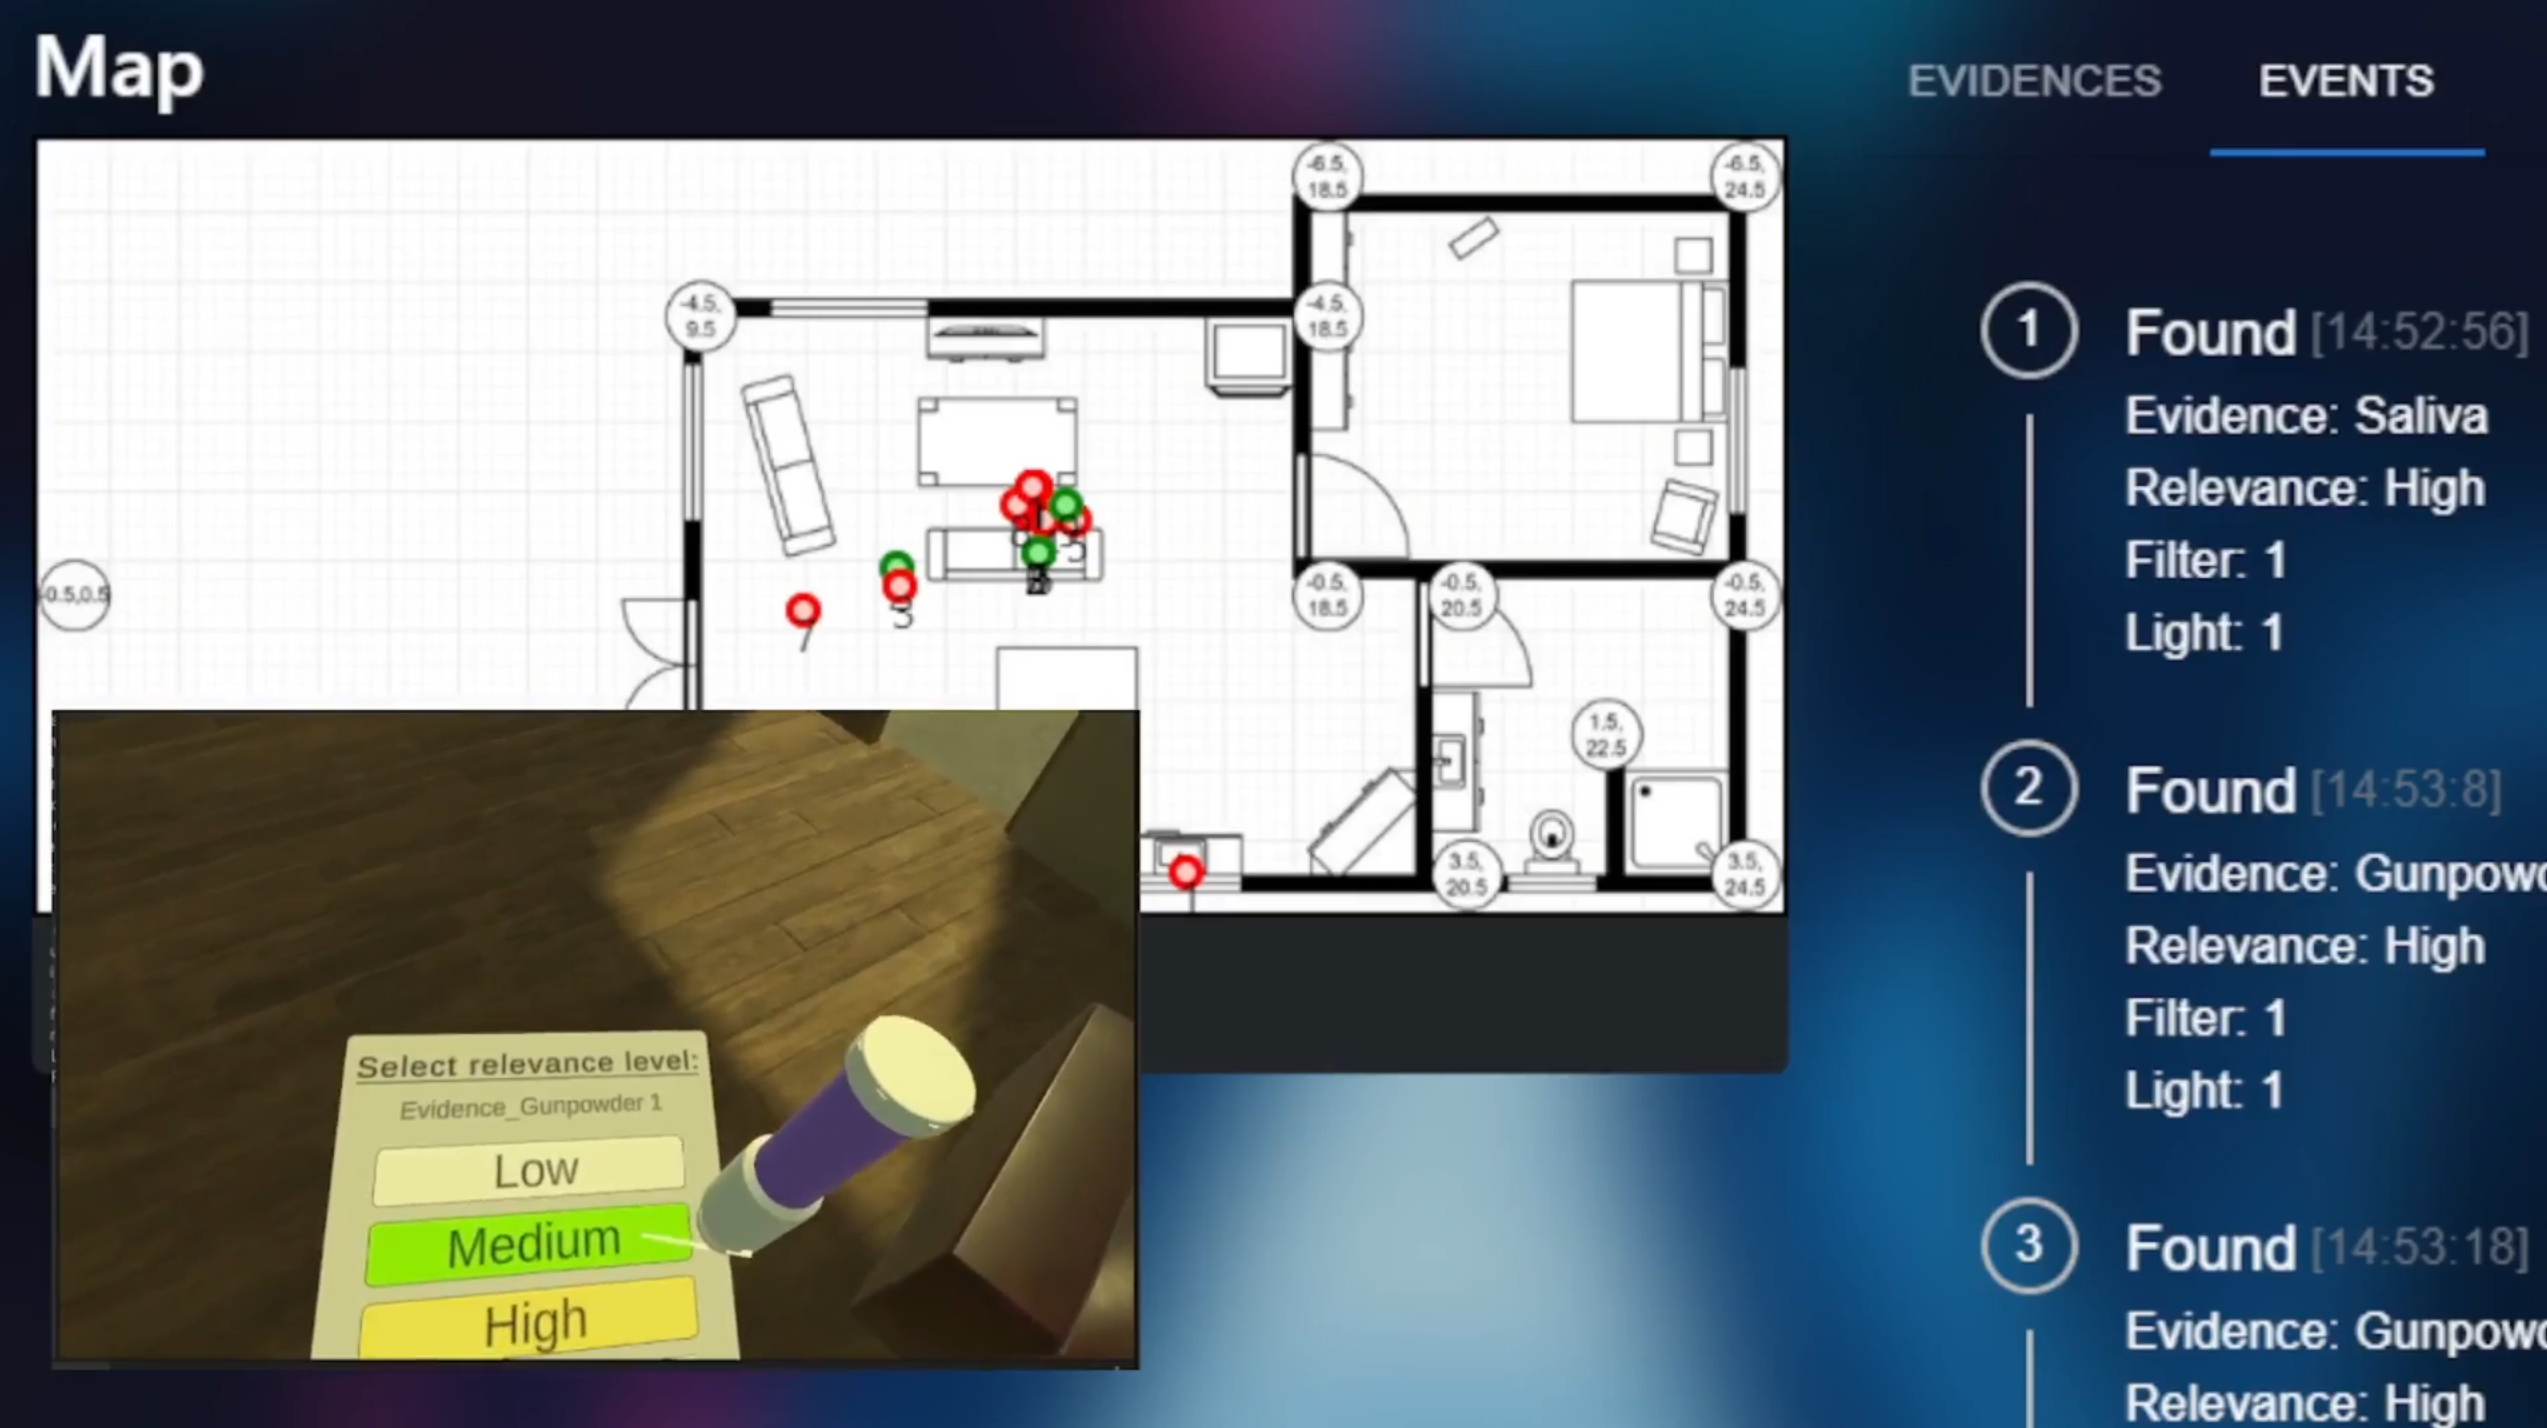 Map
EVIDENCES
EVENTS
-6.5,
18.5
-6.5,
24.5
-4.5,
9.5
-4.5,
18.5
-0.5,0.5
-0.5,
18.5
-0.5,
20.5
-0.5,
24.5
1.5,
22.5
3.5,
20.5
3.5,
24.5
3
7
Select relevance level:
Evidence_Gunpowder 1
Low
Medium
High
1
Found [14:52:56]
Evidence: Saliva
Relevance: High
Filter: 1
Light: 1
2
Found [14:53:8]
Evidence: Gunpow
Relevance: High
Filter: 1
Light: 1
3
Found [14:53:18]
Evidence: Gunpow
Relevance: High